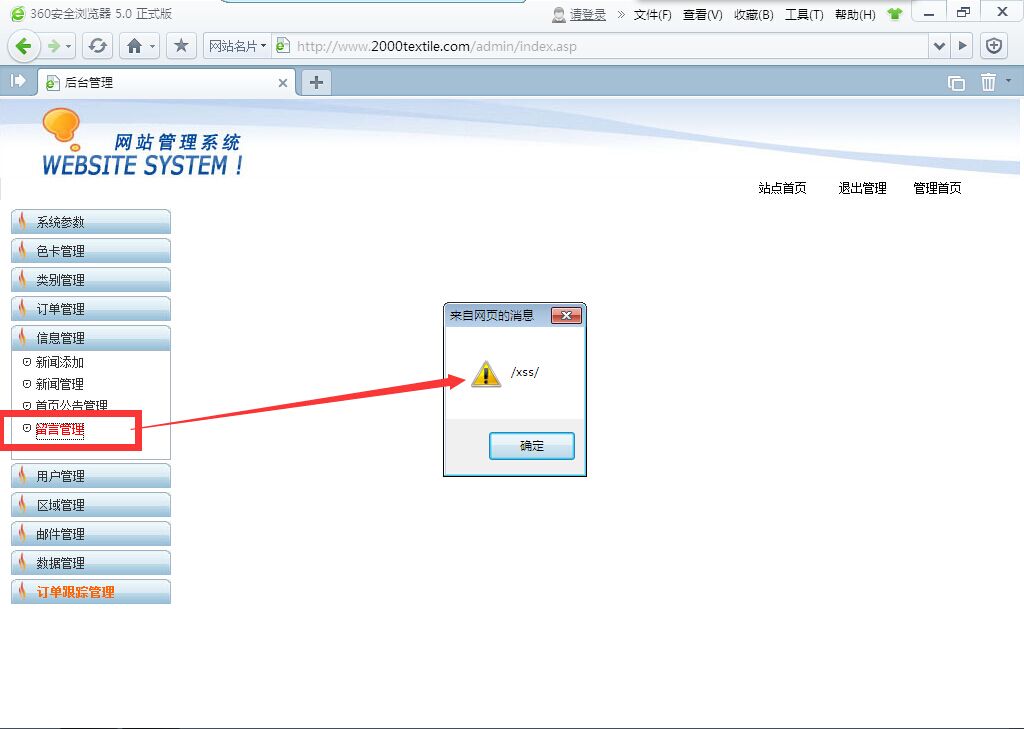 360安全浏览器 5.0 正式版
请登录 » 文件(F) 查看(V) 收藏(B) 工具(T) 帮助(H)
网站名片 http://www.2000textile.com/admin/index.asp
后台管理
网站管理系统
WEBSITE SYSTEM !
站点首页 退出管理 管理首页
系统参数
色卡管理
类别管理
订单管理
信息管理
新闻添加
新闻管理
首页公告管理
留言管理
用户管理
区域管理
邮件管理
数据管理
订单跟踪管理
来自网页的消息
/xss/
确定